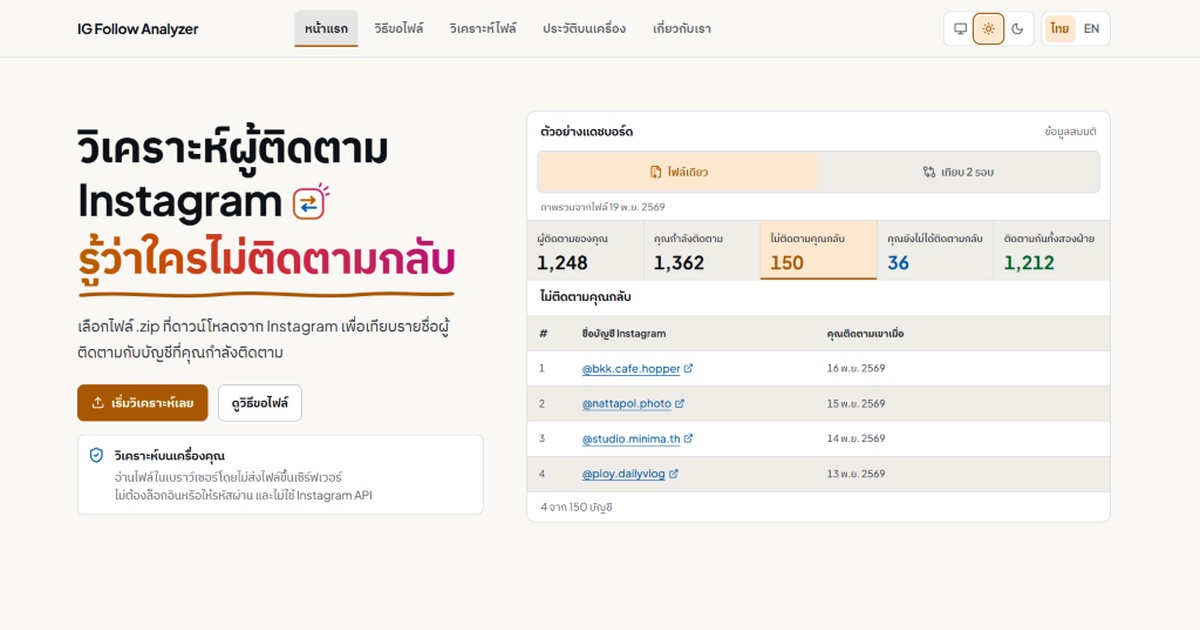 IG Follow Analyzer
หน้าแรก
วิธีขอไฟล์
วิเคราะห์ไฟล์
ประวัติบนเครื่อง
เกี่ยวกับเรา
ไทย
EN
วิเคราะห์ผู้ติดตาม
Instagram
รู้ว่าใครไม่ติดตามกลับ
เลือกไฟล์ .zip ที่ดาวน์โหลดจาก Instagram เพื่อเทียบรายชื่อผู้
ติดตามกับบัญชีที่คุณกำลังติดตาม
เริ่มวิเคราะห์เลย
ดูวิธีขอไฟล์
วิเคราะห์บนเครื่องคุณ
อ่านไฟล์ในเบราว์เซอร์โดยไม่ส่งไฟล์ขึ้นเซิร์ฟเวอร์
ไม่ต้องล็อกอินหรือให้รหัสผ่าน และไม่ใช้ Instagram API
ตัวอย่างแดชบอร์ด
ข้อมูลสมมติ
ไฟล์เดียว
เทียบ 2 รอบ
ภาพรวมจากไฟล์ 19 พ.ย. 2569
ผู้ติดตามของคุณ
1,248
คุณกำลังติดตาม
1,362
ไม่ติดตามคุณกลับ
150
คุณยังไม่ได้ติดตามกลับ
36
ติดตามกันทั้งสองฝ่าย
1,212
ไม่ติดตามคุณกลับ
# ชื่อบัญชี Instagram คุณติดตามเขาเมื่อ
1 @bkk.cafe.hopper 16 พ.ย. 2569
2 @nattapol.photo 15 พ.ย. 2569
3 @studio.minima.th 14 พ.ย. 2569
4 @ploy.dailyvlog 13 พ.ย. 2569
4 จาก 150 บัญชี